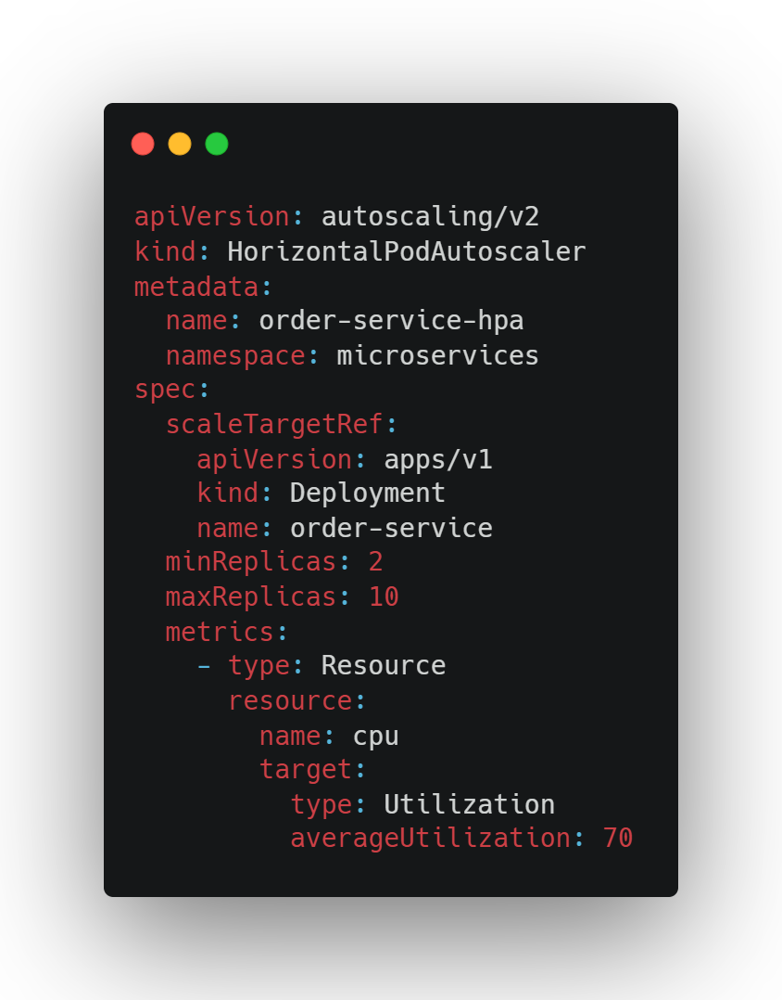 apiVersion: autoscaling/v2
kind: HorizontalPodAutoscaler
metadata:
  name: order-service-hpa
  namespace: microservices
spec:
  scaleTargetRef:
    apiVersion: apps/v1
    kind: Deployment
    name: order-service
  minReplicas: 2
  maxReplicas: 10
  metrics:
    - type: Resource
      resource:
        name: cpu
        target:
          type: Utilization
          averageUtilization: 70